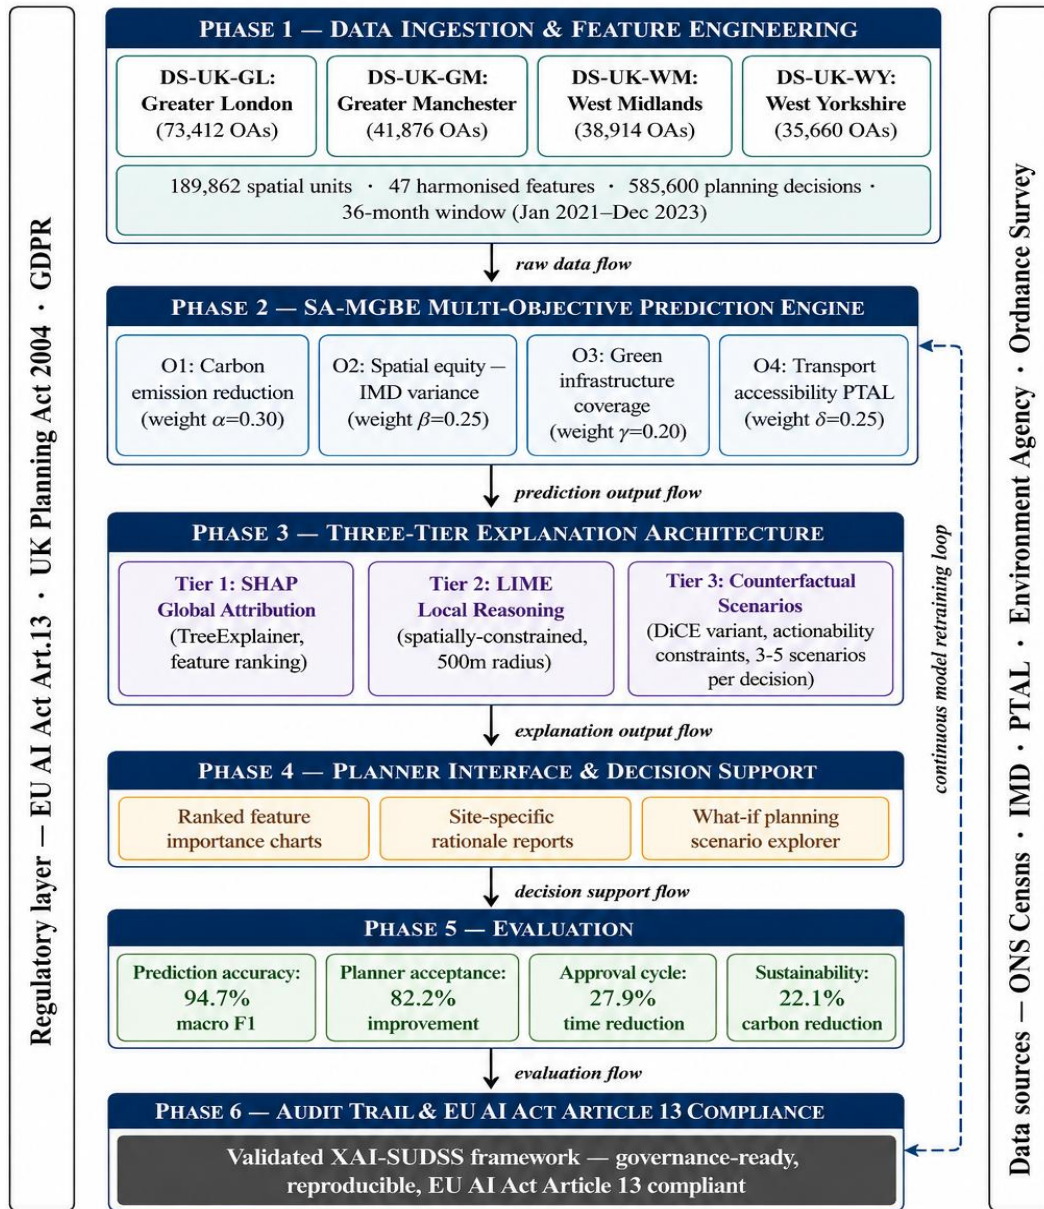 Regulatory layer — EU AI Act Art.13 · UK Planning Act 2004 · GDPR
PHASE 1 — DATA INGESTION & FEATURE ENGINEERING
DS-UK-GL:
Greater London
(73,412 OAs)
DS-UK-GM:
Greater Manchester
(41,876 OAs)
DS-UK-WM:
West Midlands
(38,914 OAs)
DS-UK-WY:
West Yorkshire
(35,660 OAs)
189,862 spatial units · 47 harmonised features · 585,600 planning decisions ·
36-month window (Jan 2021–Dec 2023)
raw data flow
PHASE 2 — SA-MGBE MULTI-OBJECTIVE PREDICTION ENGINE
O1: Carbon
emission reduction
(weight α=0.30)
O2: Spatial equity —
IMD variance
(weight β=0.25)
O3: Green
infrastructure
coverage
(weight γ=0.20)
O4: Transport
accessibility PTAL
(weight δ=0.25)
prediction output flow
PHASE 3 — THREE-TIER EXPLANATION ARCHITECTURE
Tier 1: SHAP
Global Attribution
(TreeExplainer,
feature ranking)
Tier 2: LIME
Local Reasoning
(spatially-constrained,
500m radius)
Tier 3: Counterfactual
Scenarios
(DiCE variant, actionability
constraints, 3-5 scenarios
per decision)
explanation output flow
PHASE 4 — PLANNER INTERFACE & DECISION SUPPORT
Ranked feature
importance charts
Site-specific
rationale reports
What-if planning
scenario explorer
decision support flow
PHASE 5 — EVALUATION
Prediction accuracy:
94.7%
macro F1
Planner acceptance:
82.2%
improvement
Approval cycle:
27.9%
time reduction
Sustainability:
22.1%
carbon reduction
evaluation flow
PHASE 6 — AUDIT TRAIL & EU AI ACT ARTICLE 13 COMPLIANCE
Validated XAI-SUDSS framework — governance-ready,
reproducible, EU AI Act Article 13 compliant
continuous model retraining loop
Data sources — ONS Censns · IMD · PTAL · Environment Agency · Ordnance Survey